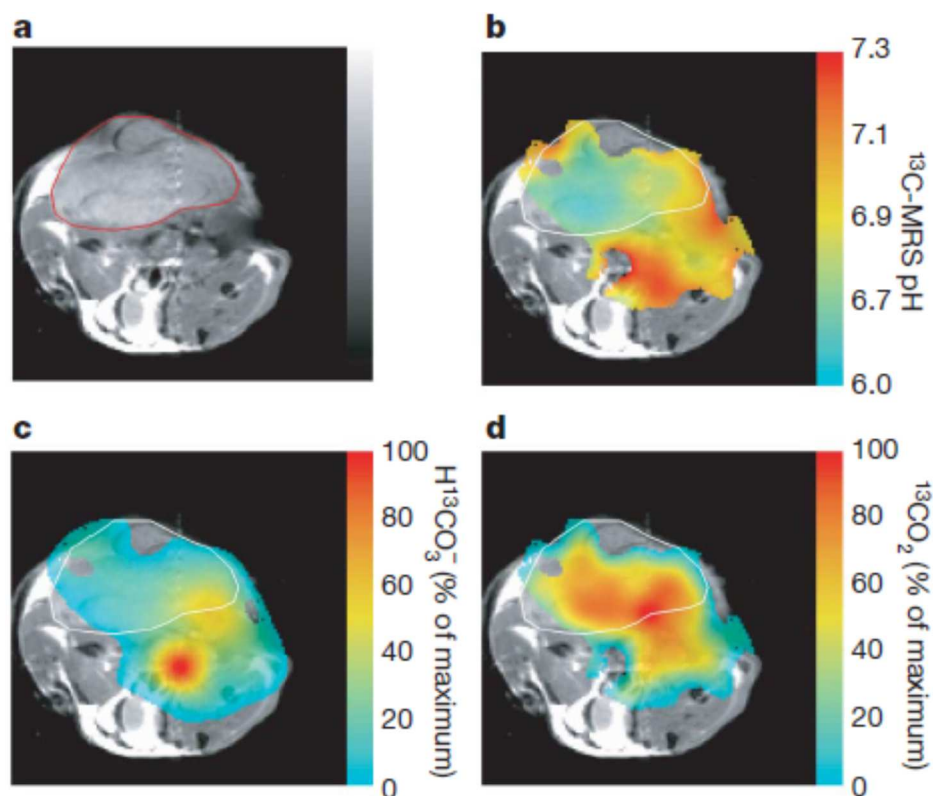 a
b
7.3
7.1
6.9
6.7
6.0
¹³C-MRS pH
c
100
80
60
40
20
0
H¹³CO₃⁻ (% of maximum)
d
100
80
60
40
20
0
¹³CO₂ (% of maximum)